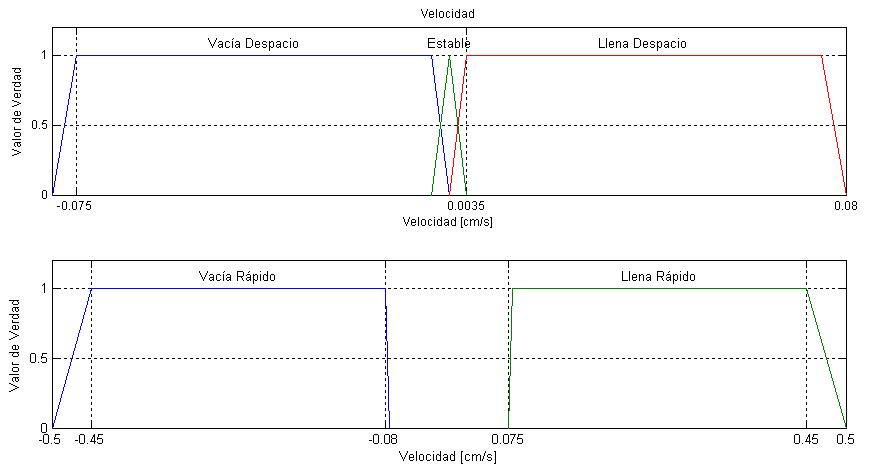 Velocidad
Vacía Despacio Estable Llena Despacio
1
Valor de Verdad
0.5
0
-0.075 0.0035 0.08
Velocidad [cm/s]
Vacía Rápido Llena Rápido
1
Valor de Verdad
0.5
0
-0.5 -0.45 -0.08 0.075 0.45 0.5
Velocidad [cm/s]